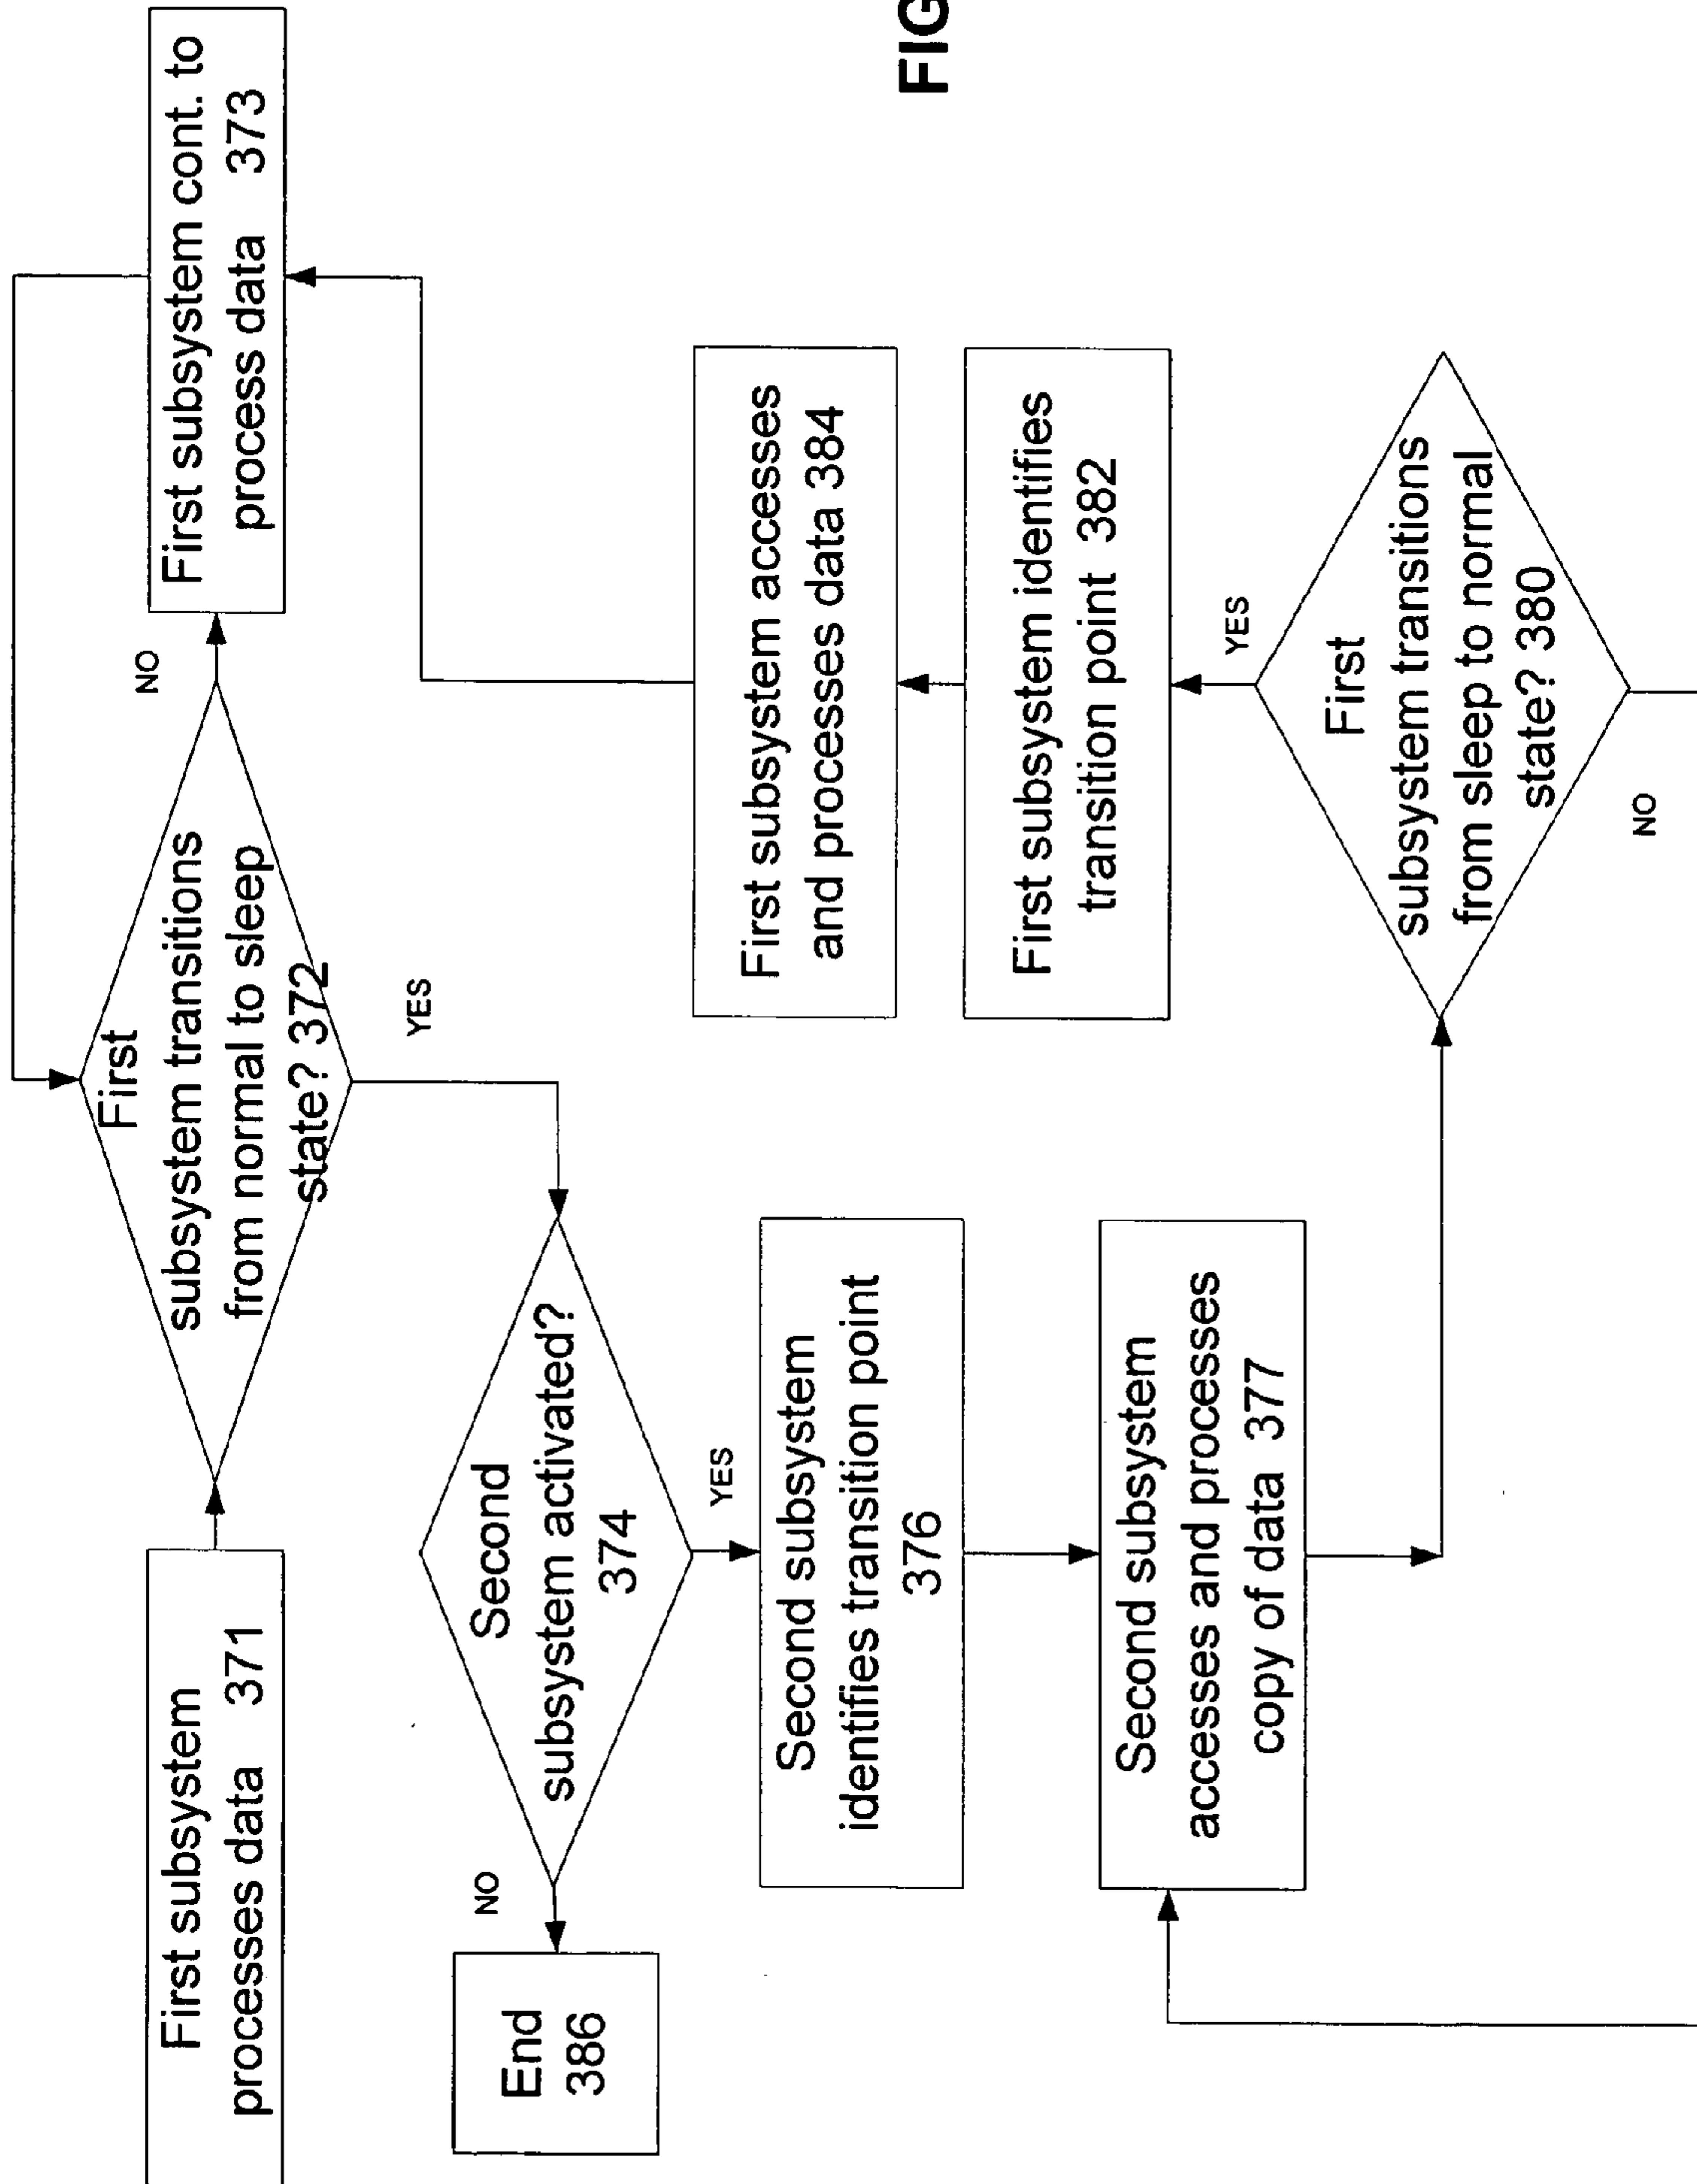 First subsystem
processes data 371
First
subsystem transitions
from normal to sleep
state? 372
NO
First subsystem cont. to
process data 373
YES
Second
subsystem activated?
374
NO
End
386
YES
Second subsystem
identifies transition point
376
Second subsystem
accesses and processes
copy of data 377
First
subsystem transitions
from sleep to normal
state? 380
NO
YES
First subsystem identifies
transition point 382
First subsystem accesses
and processes data 384
FIG